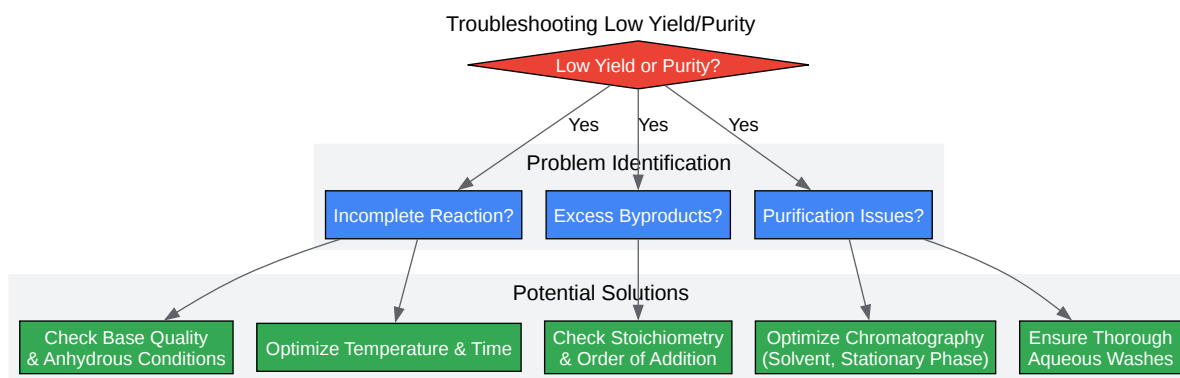 Troubleshooting Low Yield/Purity
Low Yield or Purity?
Yes
Yes
Yes
Problem Identification
Incomplete Reaction?
Excess Byproducts?
Purification Issues?
Potential Solutions
Check Base Quality
& Anhydrous Conditions
Optimize Temperature & Time
Check Stoichiometry
& Order of Addition
Optimize Chromatography
(Solvent, Stationary Phase)
Ensure Thorough
Aqueous Washes